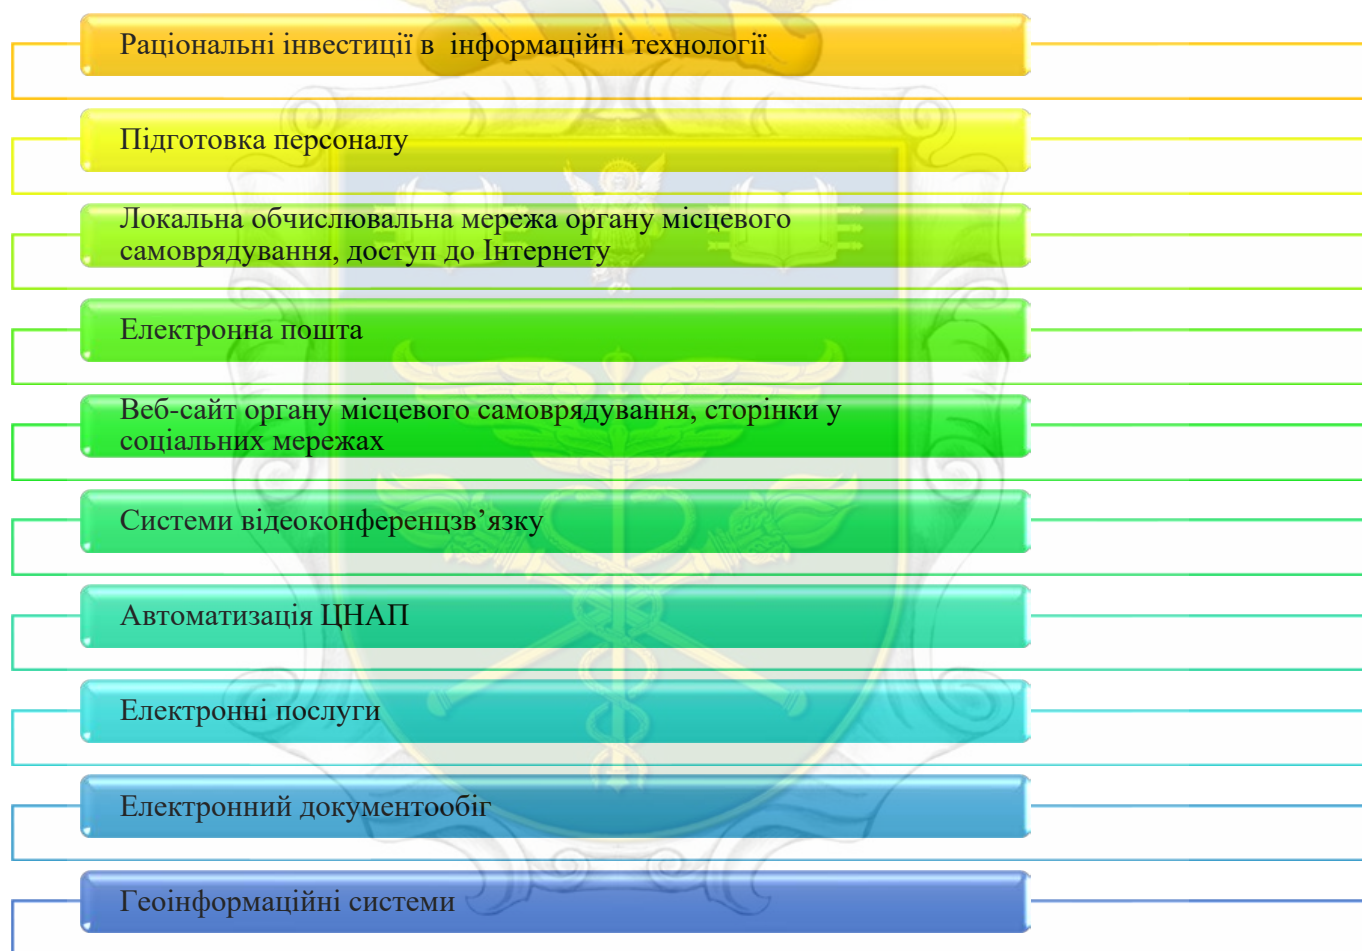 Раціональні інвестиції в  інформаційні технології
Підготовка персоналу
Локальна обчислювальна мережа органу місцевого
самоврядування, доступ до Інтернету
Електронна пошта
Веб-сайт органу місцевого самоврядування, сторінки у
соціальних мережах
Системи відеоконференцзв’язку
Автоматизація ЦНАП
Електронні послуги
Електронний документообіг
Геоінформаційні системи